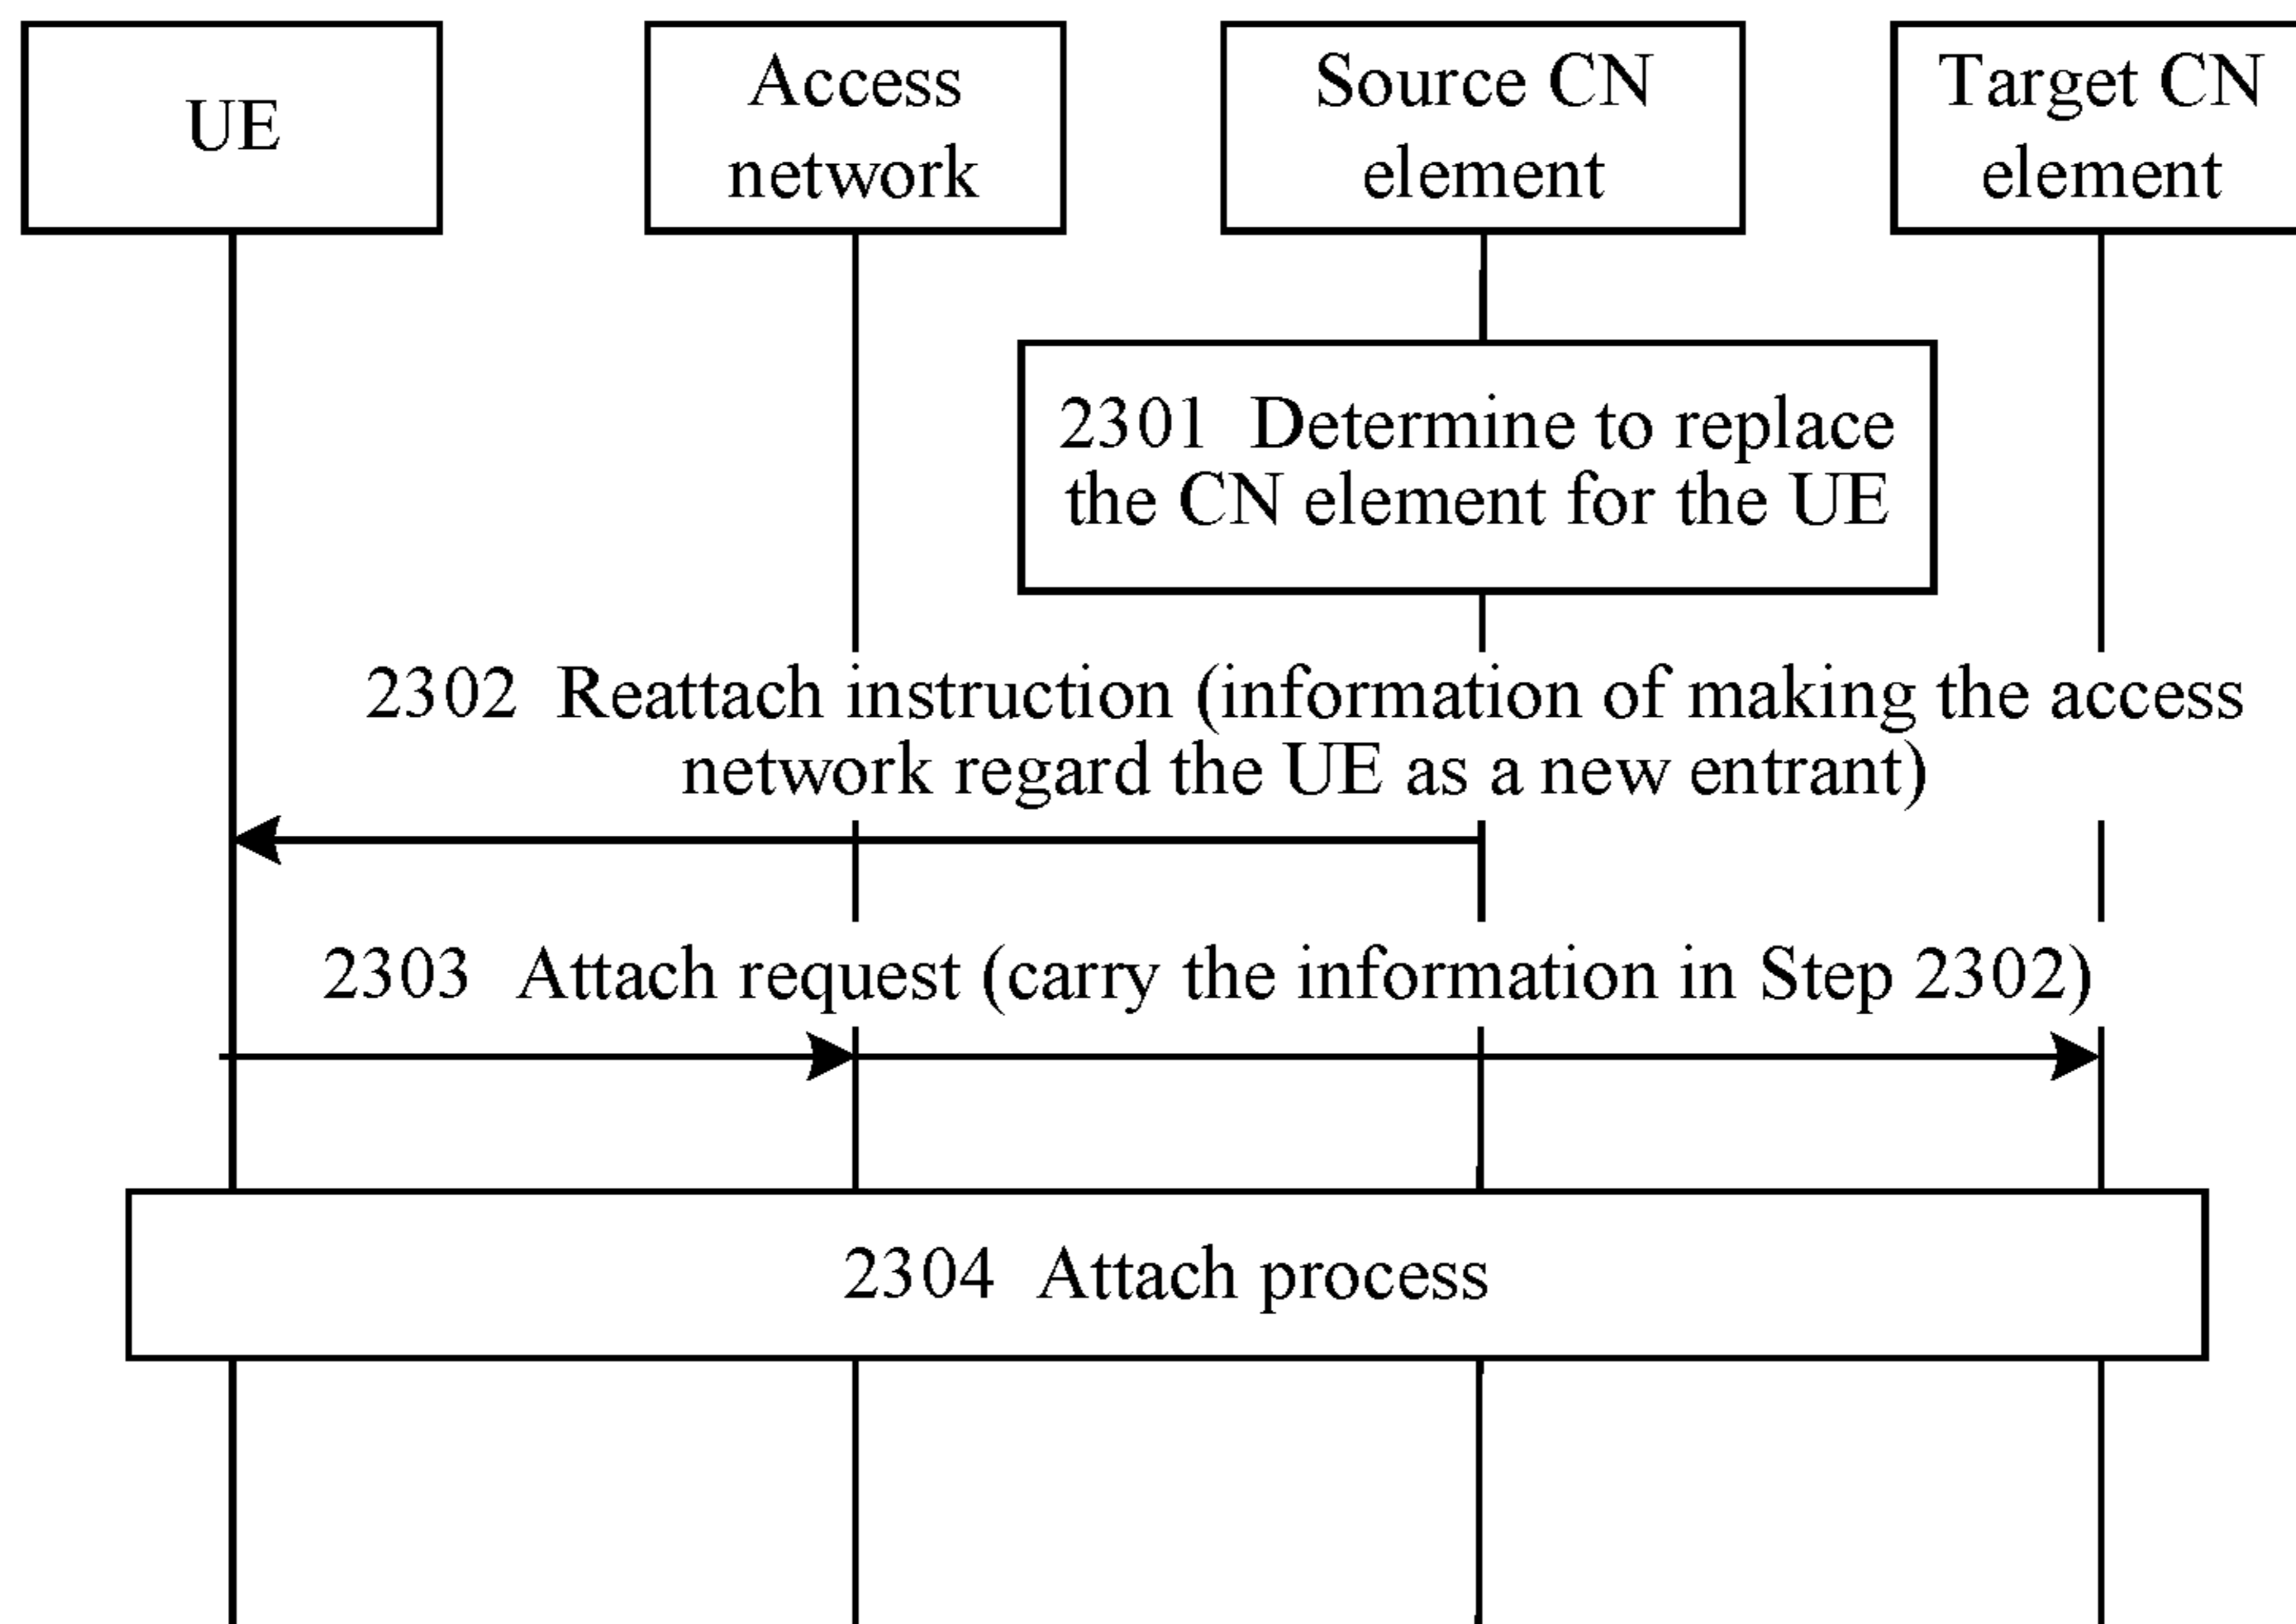 UE
Access
network
Source CN
element
Target CN
element
2301 Determine to replace
the CN element for the UE
2302 Reattach instruction (information of making the access
network regard the UE as a new entrant)
2303 Attach request (carry the information in Step 2302)
2304 Attach process